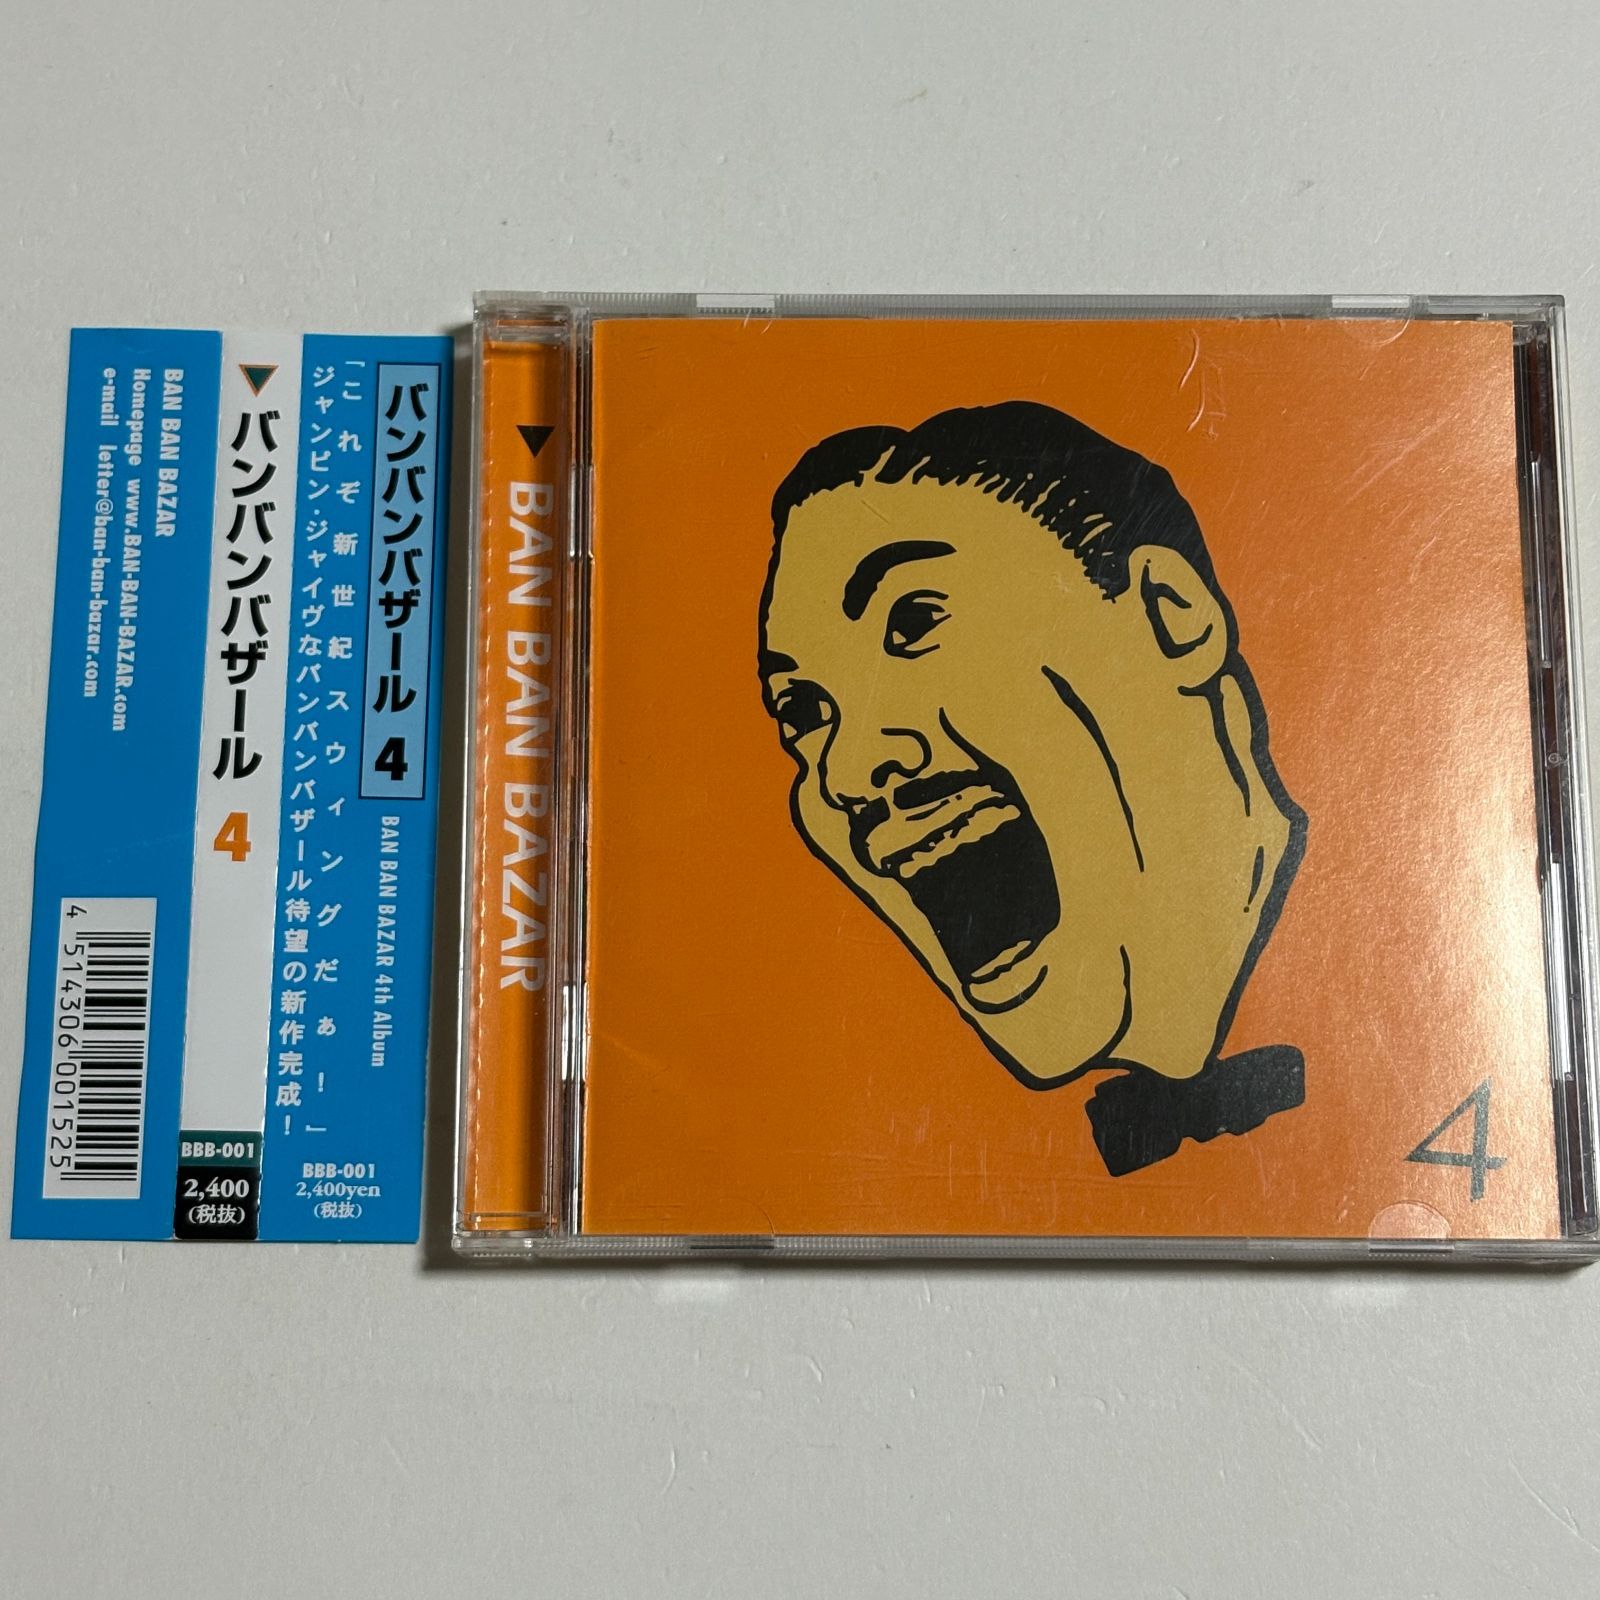 BAN BAN BAZAR
Homepage www.BAN-BAN-BAZAR.com
e-mail letter@ban-ban-bazar.com
4 514306 001525
バンバンバザール 4
BBB-001
2,400
(税抜)
バンバンバザール 4
BAN BAN BAZAR 4th Album
「これぞ新世紀スウィングだぁ！」
ジャンピン・ジャイヴなバンバンバザール待望の新作完成！
BBB-001
2,400yen
(税抜)
BAN BAN BAZAR
4